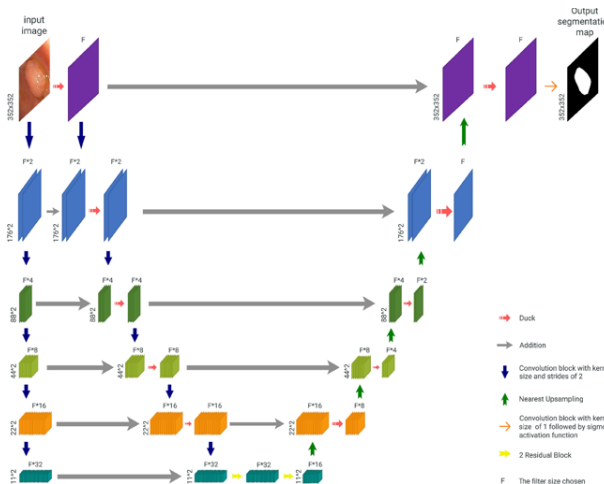 input
image
F
F
Output
segmentation
map
352x352
352x352
352x352
F*2
F*2
F*2
F*2
F
176^2
176^2
176^2
F*4
F*4
F*4
F*4
F*2
88^2
88^2
88^2
F*8
F*8
F*8
F*8
F*4
44^2
44^2
44^2
F*16
F*16
F*16
F*16
F*8
22^2
22^2
22^2
F*32
F*32
F*32
F*16
11^2
11^2
Duck
Addition
Convolution block with kern
size and strides of 2
Nearest Upsampling
Convolution block with kern
size of 1 followed by sigm
activation function
2 Residual Block
F The filter size chosen